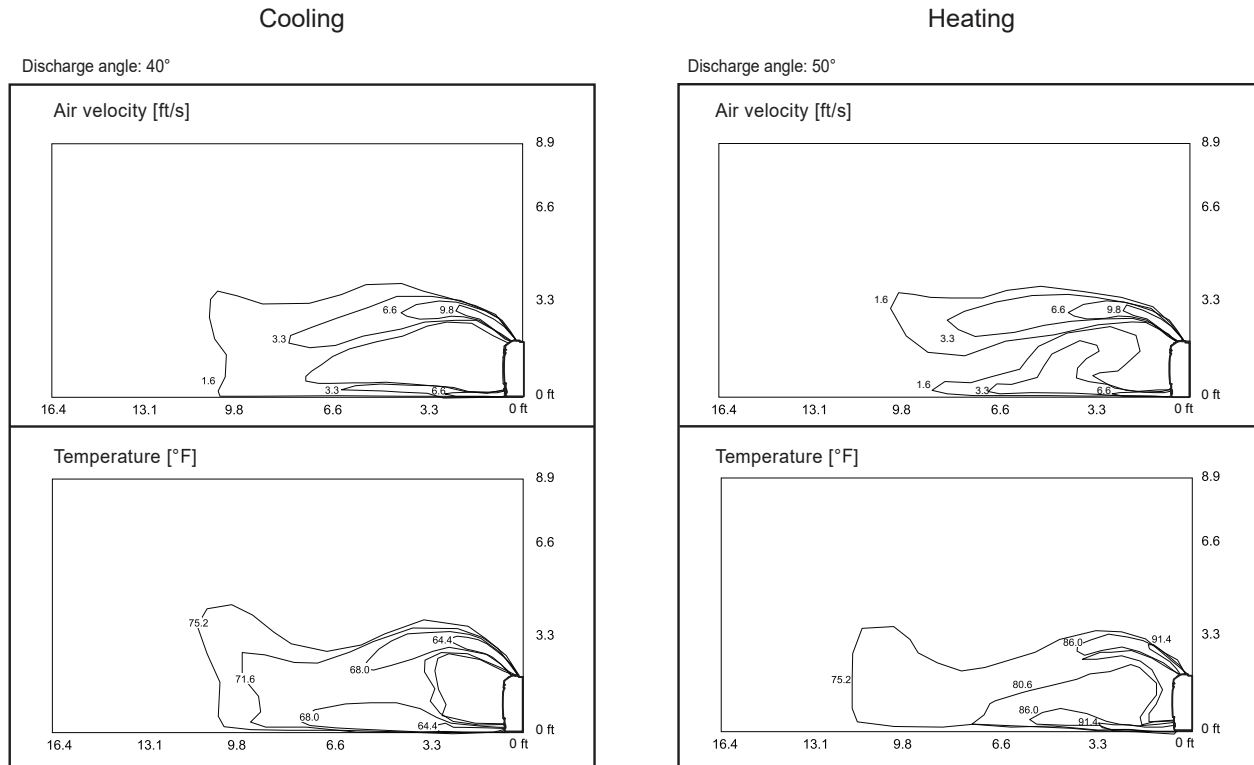 Cooling
Heating
Discharge angle: 40°
Discharge angle: 50°
Air velocity [ft/s]
8.9
6.6
3.3
0 ft
6.6
9.8
3.3
1.6
3.3
6.6
16.4 13.1 9.8 6.6 3.3 0 ft
Air velocity [ft/s]
8.9
6.6
3.3
0 ft
1.6
6.6
9.8
3.3
1.6
3.3
6.6
16.4 13.1 9.8 6.6 3.3 0 ft
Temperature [°F]
8.9
6.6
3.3
0 ft
75.2
64.4
68.0
71.6
68.0
64.4
16.4 13.1 9.8 6.6 3.3 0 ft
Temperature [°F]
8.9
6.6
3.3
0 ft
86.0
91.4
75.2
80.6
86.0
91.4
16.4 13.1 9.8 6.6 3.3 0 ft